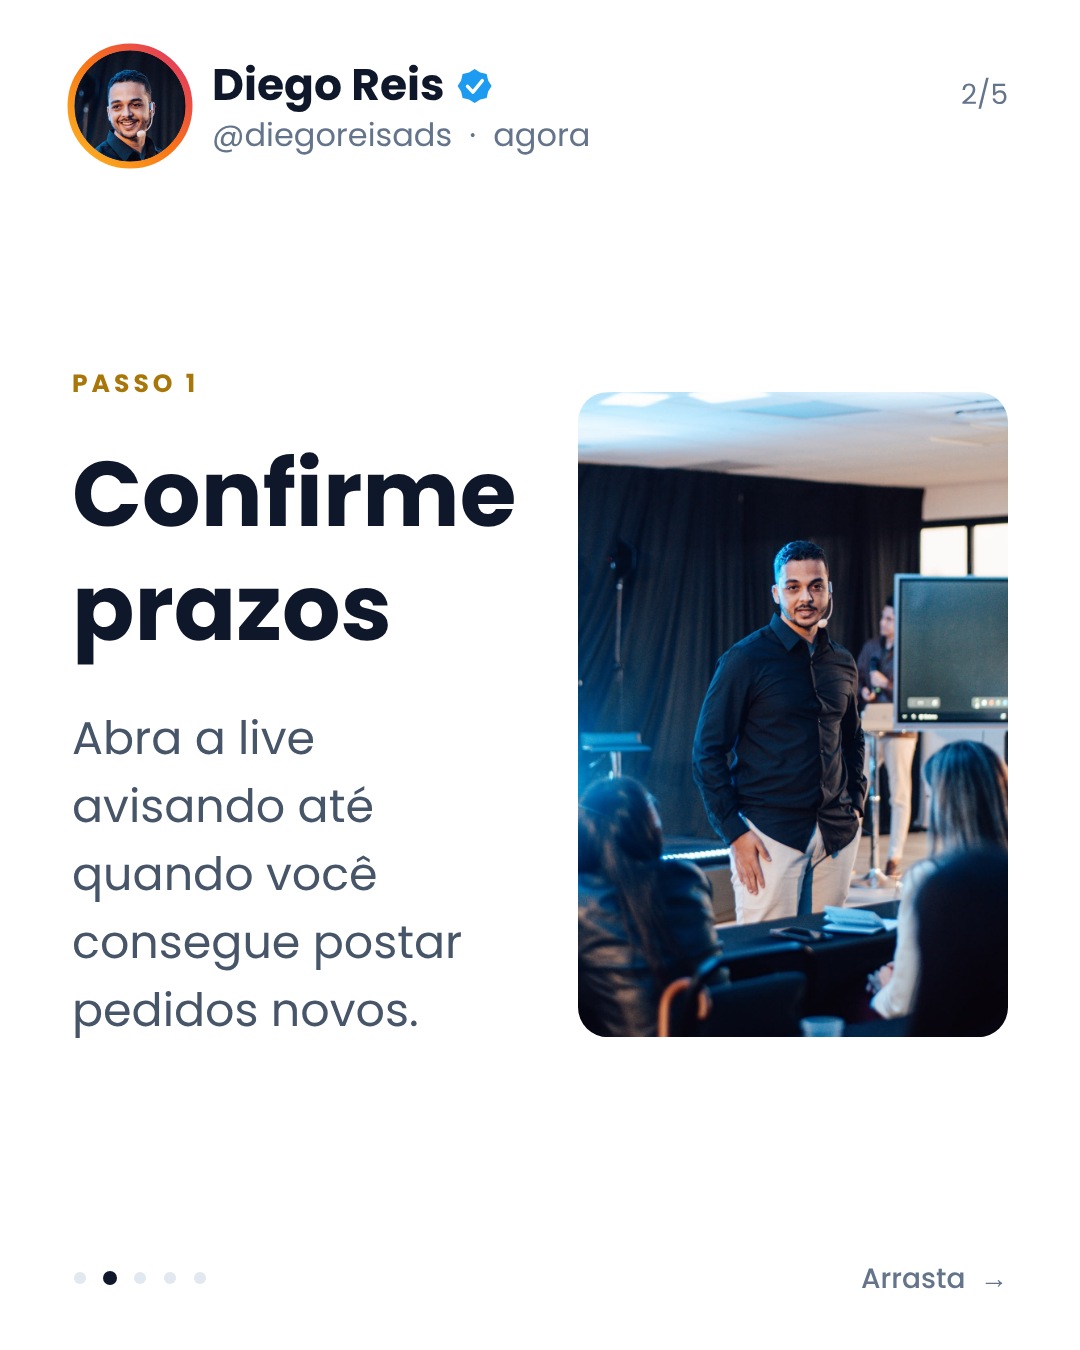 Diego Reis
@diegoreisads · agora
2/5
PASSO 1
Confirme
prazos
Abra a live
avisando até
quando você
consegue postar
pedidos novos.
Arrasta →